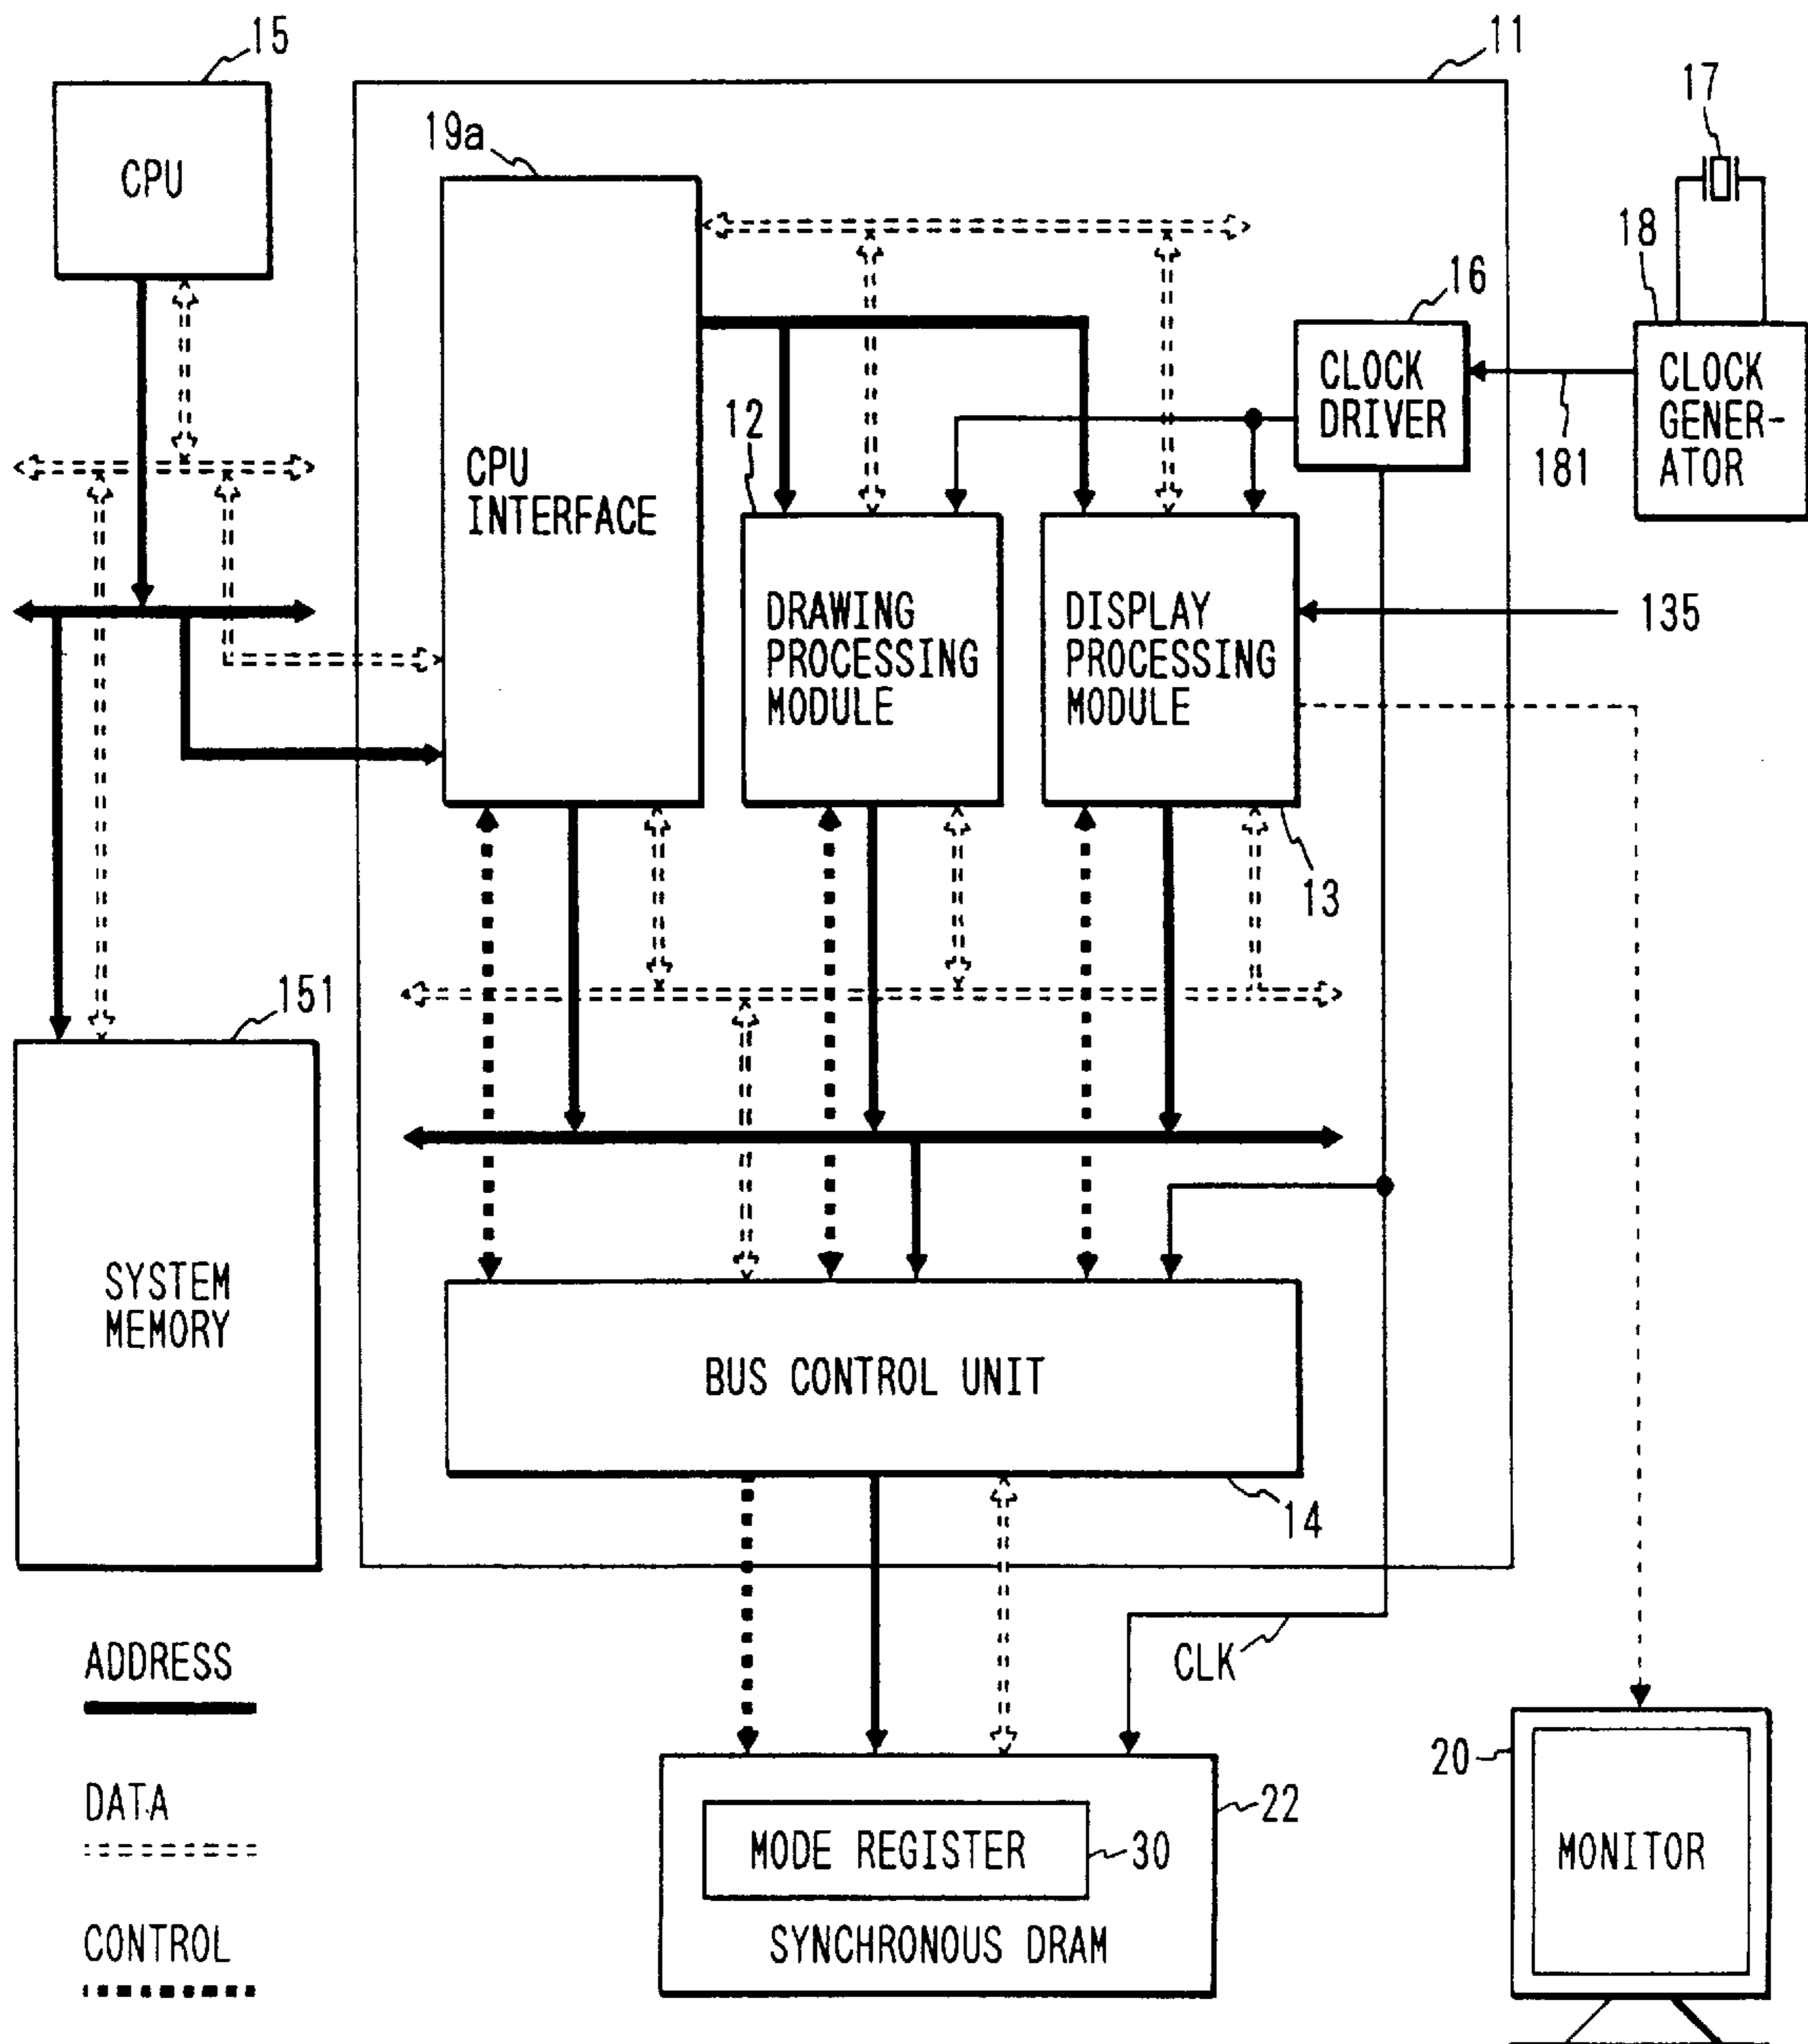 15
11
17
19a
CPU
18
16
CLOCK
DRIVER
CLOCK
GENER-
ATOR
12
181
CPU
INTERFACE
DRAWING
PROCESSING
MODULE
DISPLAY
PROCESSING
MODULE
135
13
151
SYSTEM
MEMORY
BUS CONTROL UNIT
14
ADDRESS
CLK
DATA
20
22
MODE REGISTER
30
MONITOR
CONTROL
SYNCHRONOUS DRAM